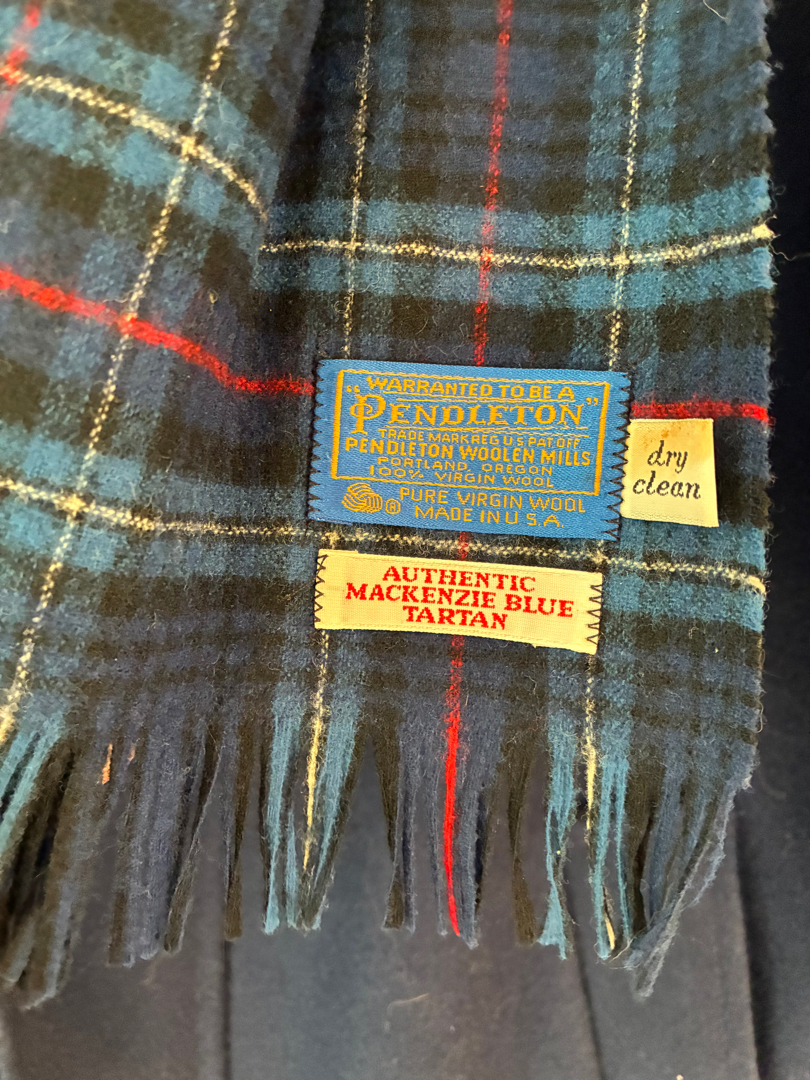 WARRANTED TO BE A
"PENDLETON"
TRADE MARK REG U S PAT OFF
PENDLETON WOOLEN MILLS
PORTLAND, OREGON
100% VIRGIN WOOL
® PURE VIRGIN WOOL
MADE IN U.S.A.
dry
clean
AUTHENTIC
MACKENZIE BLUE
TARTAN